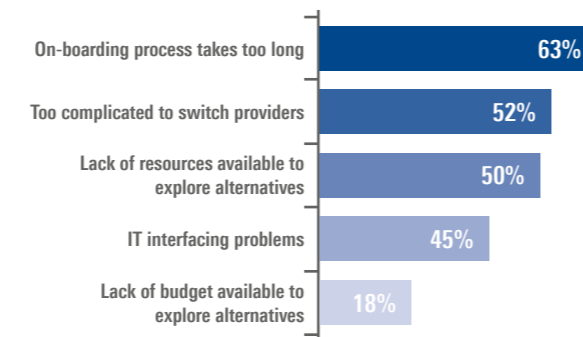 On-boarding process takes too long
63%
Too complicated to switch providers
52%
Lack of resources available to
explore alternatives
50%
IT interfacing problems
45%
Lack of budget available to
explore alternatives
18%